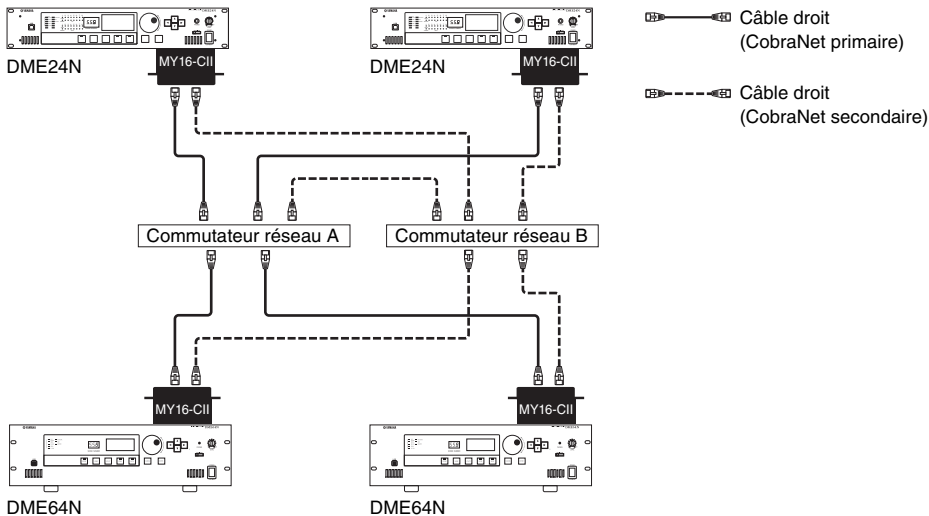 DME24N
MY16-CII
DME24N
MY16-CII
Câble droit
(CobraNet primaire)
Câble droit
(CobraNet secondaire)
Commutateur réseau A
Commutateur réseau B
MY16-CII
MY16-CII
DME64N
DME64N